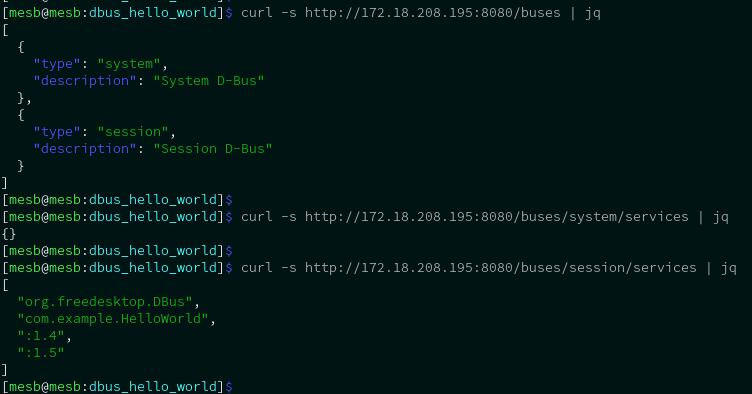 [mesb@mesb:dbus_hello_world]$ curl -s http://172.18.208.195:8080/buses | jq
[
  {
    "type": "system",
    "description": "System D-Bus"
  },
  {
    "type": "session",
    "description": "Session D-Bus"
  }
]
[mesb@mesb:dbus_hello_world]$
[mesb@mesb:dbus_hello_world]$ curl -s http://172.18.208.195:8080/buses/system/services | jq
{}
[mesb@mesb:dbus_hello_world]$
[mesb@mesb:dbus_hello_world]$ curl -s http://172.18.208.195:8080/buses/session/services | jq
[
  "org.freedesktop.DBus",
  "com.example.HelloWorld",
  ":1.4",
  ":1.5"
]
[mesb@mesb:dbus_hello_world]$